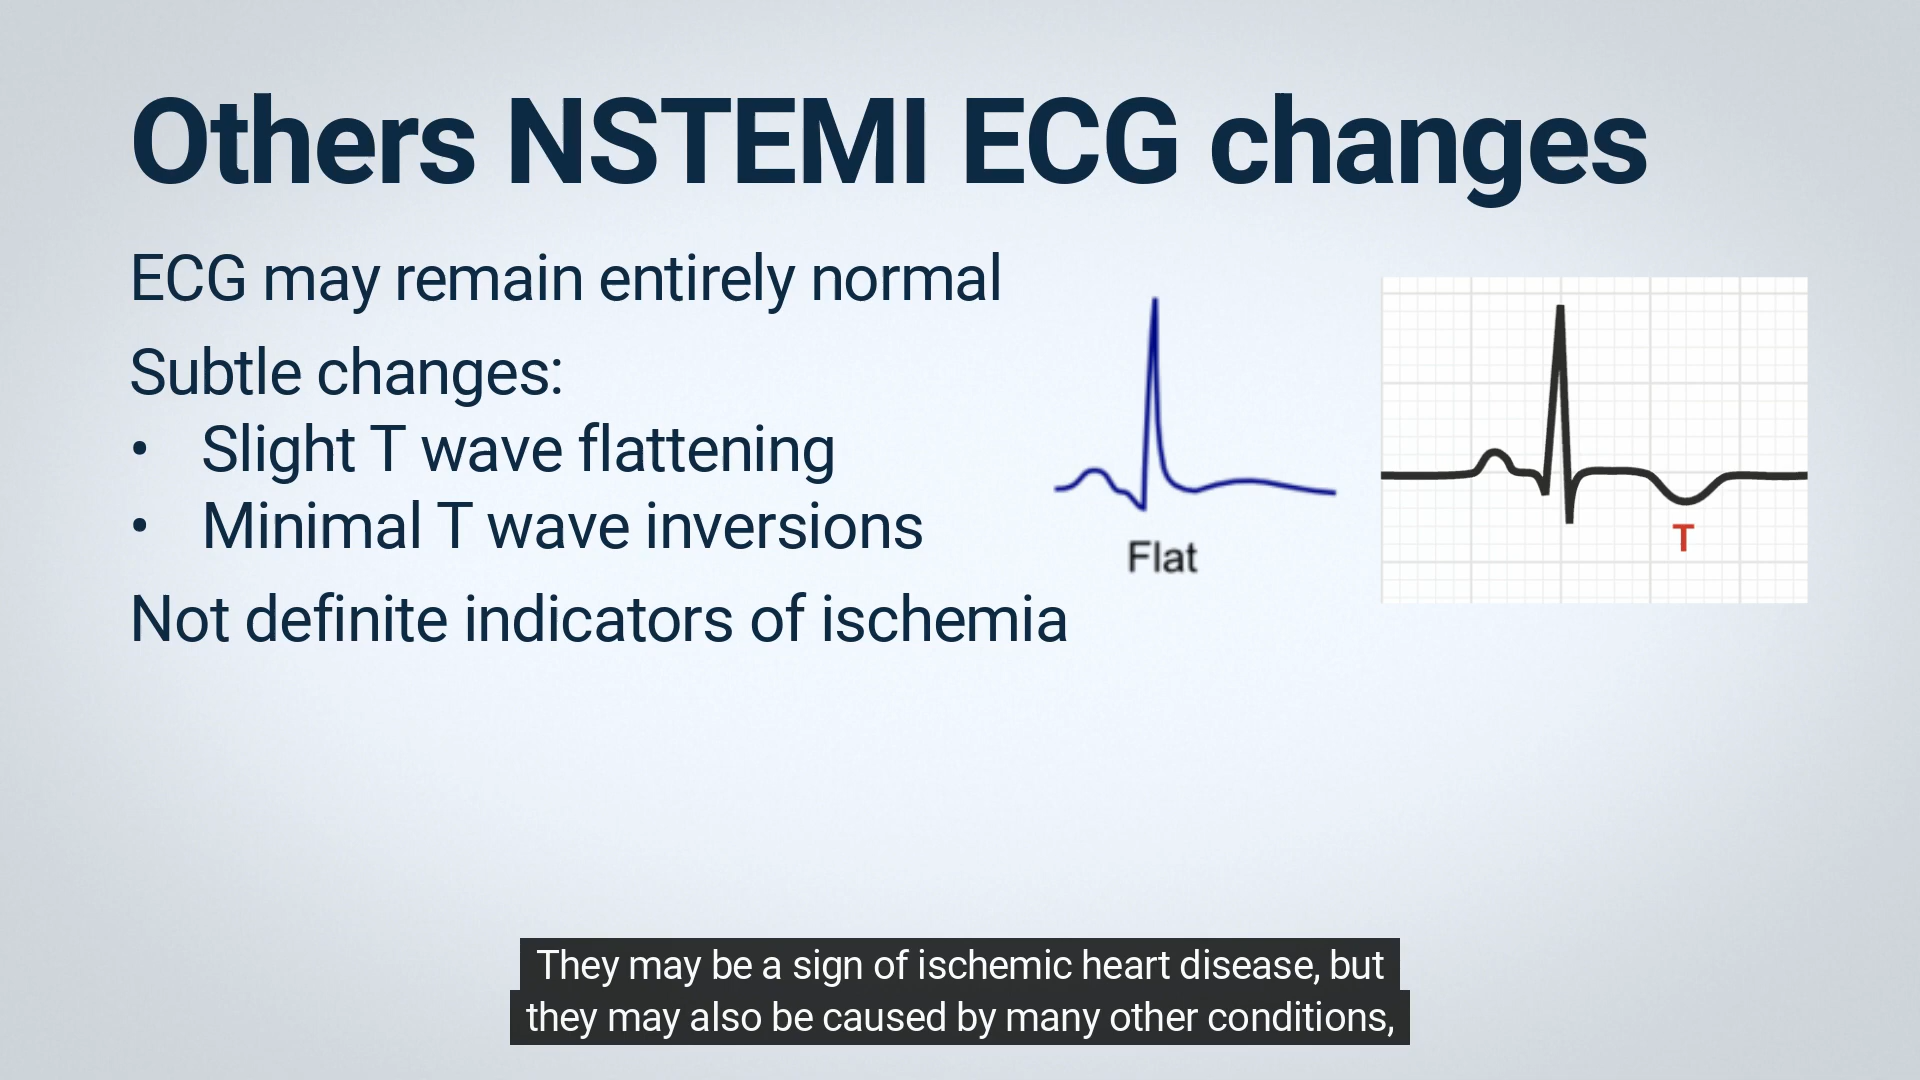 Others NSTEMI ECG changes
ECG may remain entirely normal
Subtle changes:
• Slight T wave flattening
• Minimal T wave inversions
Not definite indicators of ischemia
Flat
T
They may be a sign of ischemic heart disease, but
they may also be caused by many other conditions,